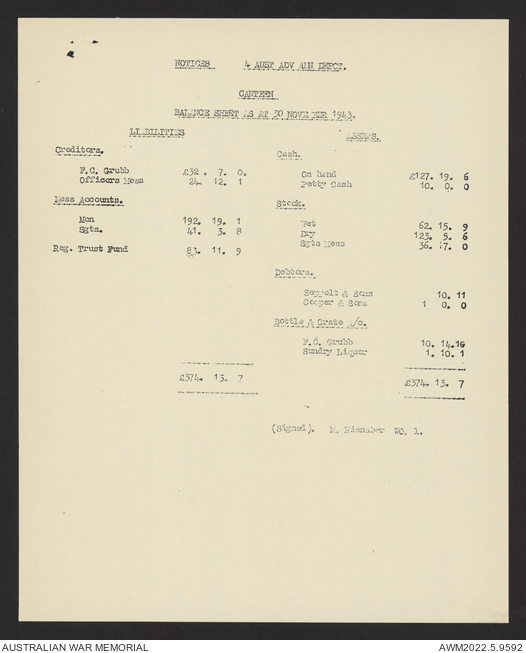 NOTICES 4 AUST ADV AMN DEPOT.
CANTEEN
BALANCE SHEET AS AT 30 NOVEMBER 1943.
LIABILITIES
Creditors.
F.C. Grubb £32. 7. 0.
Officers Mess 24. 12. 1
Mess Accounts.
Men 192. 19. 1
Sgts. 41. 3. 8
Reg. Trust Fund 83. 11. 9
£374. 13. 7
ASSETS.
Cash.
On hand £127. 19. 6
Petty Cash 10. 0. 0
Stock.
Wet 62. 15. 9
Dry 123. 5. 6
Sgts Mess 36. 17. 0
Debtors.
Seppelt & Sons 10. 11
Cooper & Sons 1 0. 0
Bottle & Crate A/c.
F.C. Grubb 10. 14.
Sundry Liquor 1. 10. 1
£374. 13. 7
(Signed). M. Nienaber WO. 1.
AUSTRALIAN WAR MEMORIAL
AWM2022.5.9592